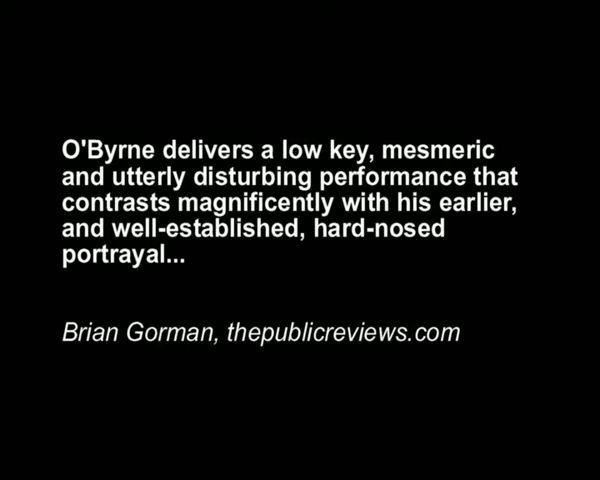 O'Byrne delivers a low key, mesmeric
and utterly disturbing performance that
contrasts magnificently with his earlier,
and well-established, hard-nosed
portrayal...
Brian Gorman, thepublicreviews.com